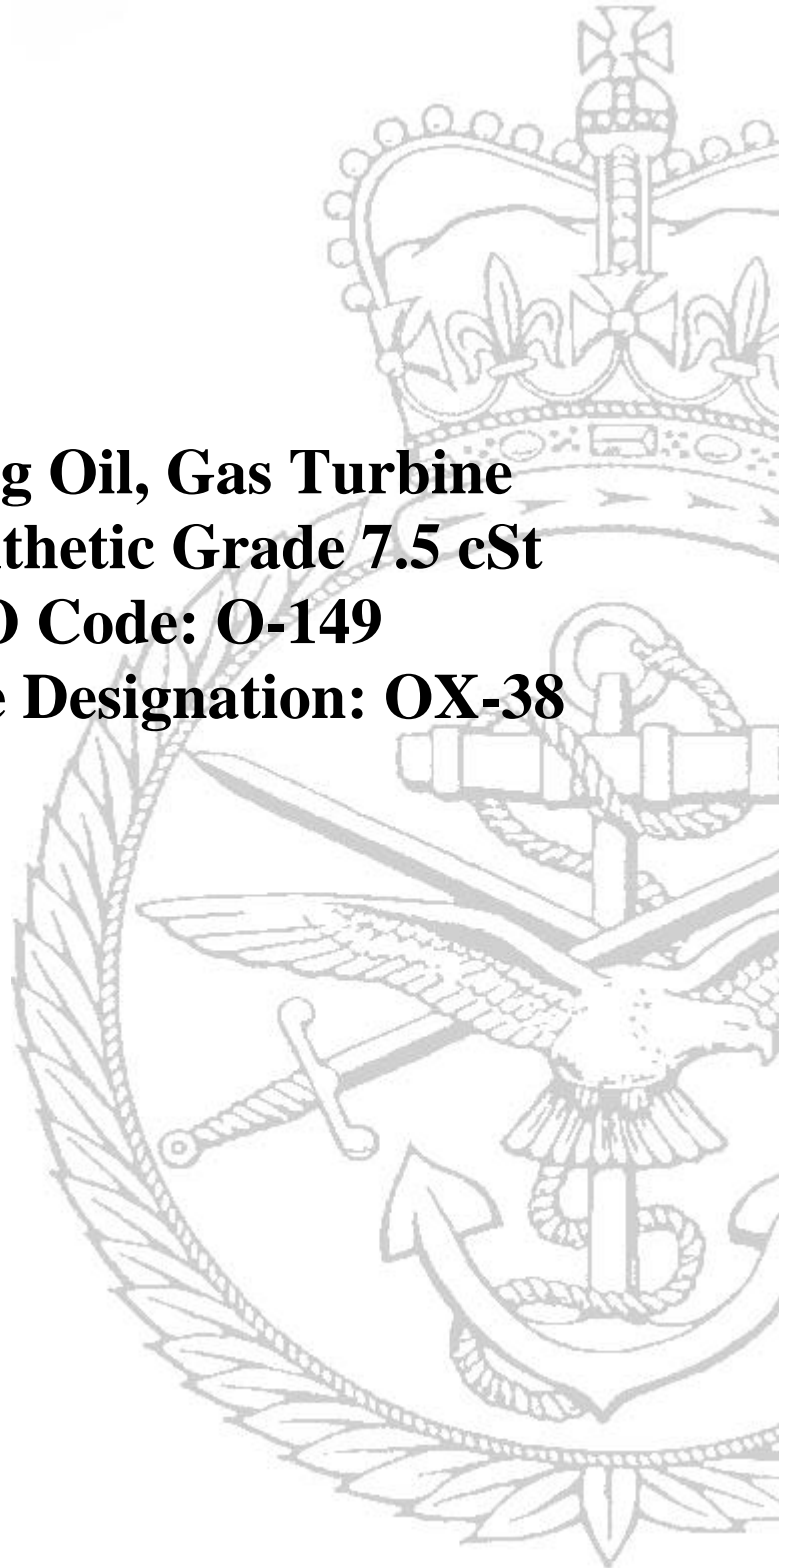 g Oil, Gas Turbine
thetic Grade 7.5 cSt
O Code: O-149
e Designation: OX-38